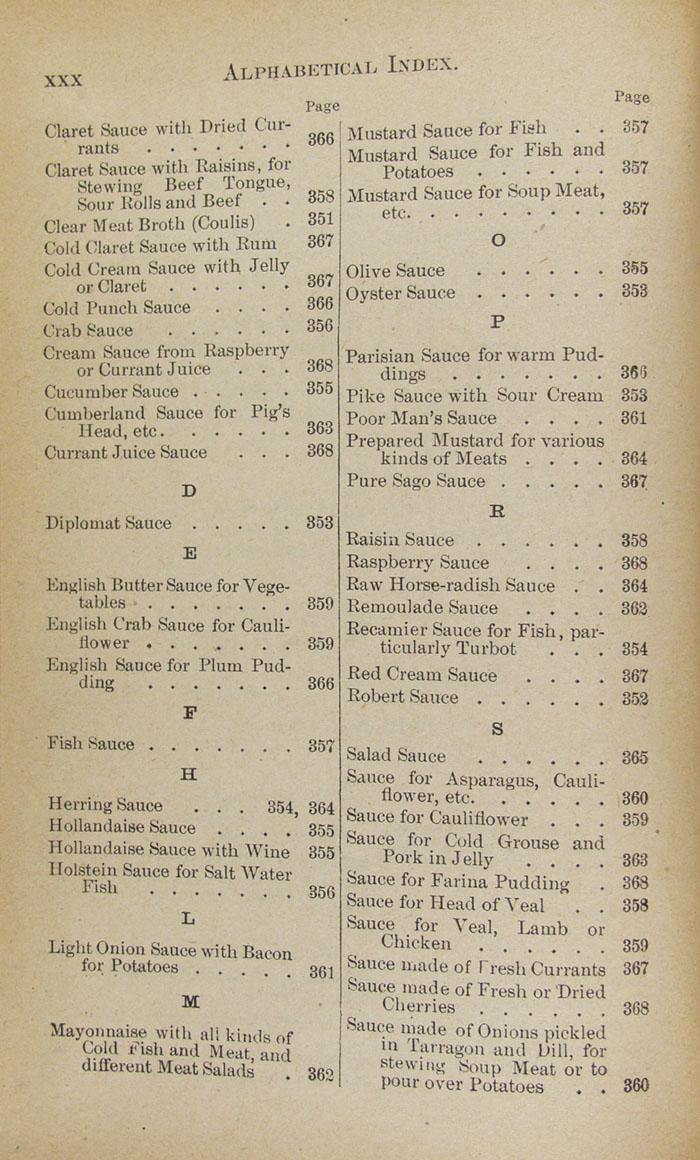 xxx
ALPHABETICAL INDEX.
Page
Claret Sauce with Dried Cur-
rants . . . . . . . 366
Claret Sauce with Raisins, for
Stewing Beef Tongue,
Sour Rolls and Beef . . 358
Clear Meat Broth (Coulis) . 351
Cold Claret Sauce with Rum 367
Cold Cream Sauce with Jelly
or Claret . . . . . . 367
Cold Punch Sauce . . . . 366
Crab Sauce . . . . . . 356
Cream Sauce from Raspberry
or Currant Juice . . . 368
Cucumber Sauce . . . . . 355
Cumberland Sauce for Pig's
Head, etc. . . . . . . 363
Currant Juice Sauce . . . 368
D
Diplomat Sauce . . . . . 353
E
English Butter Sauce for Vege-
tables . . . . . . . 359
English Crab Sauce for Cauli-
flower . . . . . . . 359
English Sauce for Plum Pud-
ding . . . . . . . 366
F
Fish Sauce . . . . . . . 357
H
Herring Sauce . . . 354, 364
Hollandaise Sauce . . . . 355
Hollandaise Sauce with Wine 355
Holstein Sauce for Salt Water
Fish . . . . . . . 356
L
Light Onion Sauce with Bacon
for Potatoes . . . . . 361
M
Mayonnaise with all kinds of
Cold Fish and Meat, and
different Meat Salads . 362
Page
Mustard Sauce for Fish . . 357
Mustard Sauce for Fish and
Potatoes . . . . . . 357
Mustard Sauce for Soup Meat,
etc. . . . . . . . . 357
O
Olive Sauce . . . . . . 355
Oyster Sauce . . . . . . 353
P
Parisian Sauce for warm Pud-
dings . . . . . . . 366
Pike Sauce with Sour Cream 353
Poor Man's Sauce . . . . 361
Prepared Mustard for various
kinds of Meats . . . . 364
Pure Sago Sauce . . . . . 367
R
Raisin Sauce . . . . . . 358
Raspberry Sauce . . . . 368
Raw Horse-radish Sauce . . 364
Remoulade Sauce . . . . 362
Recamier Sauce for Fish, par-
ticularly Turbot . . . 354
Red Cream Sauce . . . . 367
Robert Sauce . . . . . . 352
S
Salad Sauce . . . . . . 365
Sauce for Asparagus, Cauli-
flower, etc. . . . . . 360
Sauce for Cauliflower . . . 359
Sauce for Cold Grouse and
Pork in Jelly . . . . 363
Sauce for Farina Pudding . 368
Sauce for Head of Veal . . 358
Sauce for Veal, Lamb or
Chicken . . . . . . 359
Sauce made of Fresh Currants 367
Sauce made of Fresh or Dried
Cherries . . . . . . 368
Sauce made of Onions pickled
in Tarragon and Dill, for
stewing Soup Meat or to
pour over Potatoes . . 360